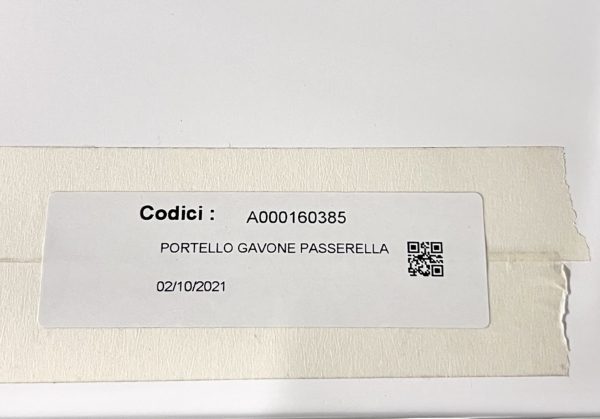 Codici : A000160385
PORTELLO GAVONE PASSERELLA
02/10/2021